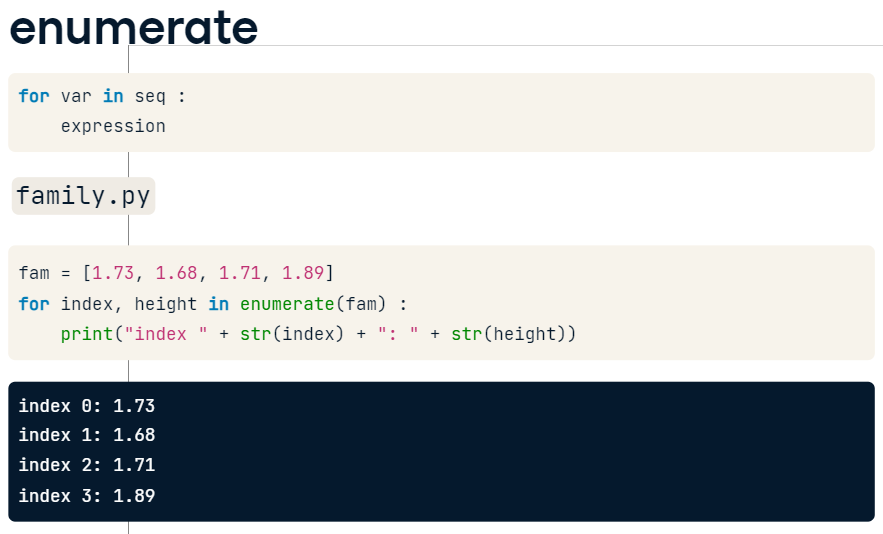 enumerate
for var in seq :
    expression
family.py
fam = [1.73, 1.68, 1.71, 1.89]
for index, height in enumerate(fam) :
    print("index " + str(index) + ": " + str(height))
index 0: 1.73
index 1: 1.68
index 2: 1.71
index 3: 1.89